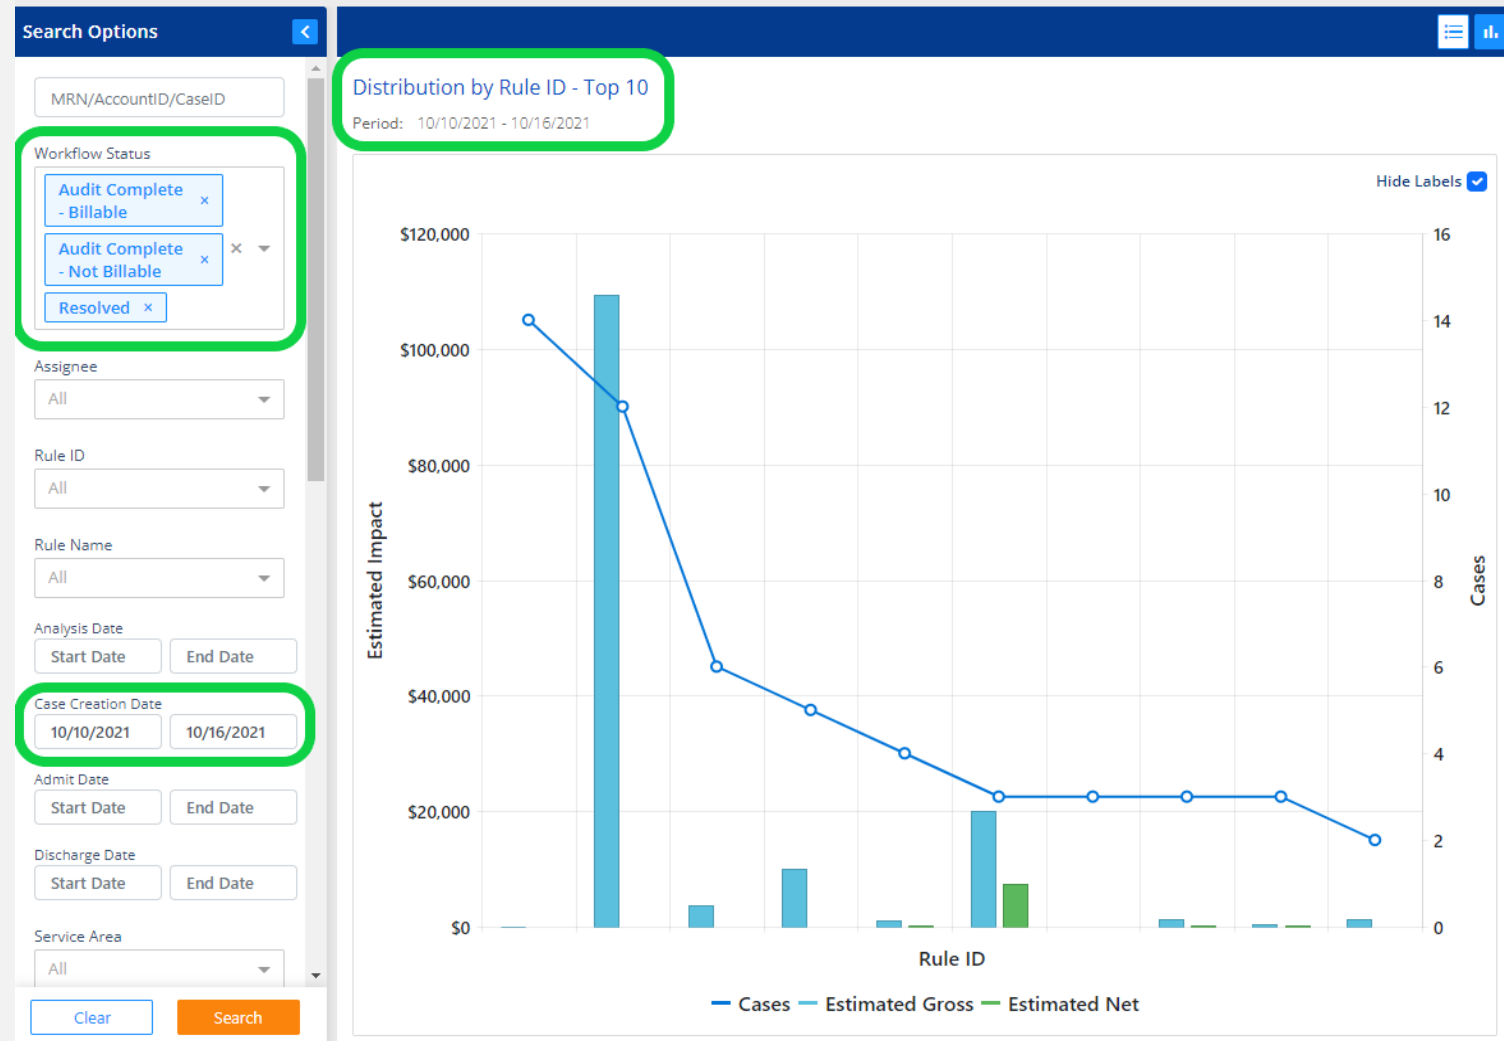 Search Options
MRN/AccountID/CaseID
Workflow Status
Audit Complete
- Billable ×
Audit Complete
- Not Billable ×
Resolved ×
Assignee
All
Rule ID
All
Rule Name
All
Analysis Date
Start Date End Date
Case Creation Date
10/10/2021 10/16/2021
Admit Date
Start Date End Date
Discharge Date
Start Date End Date
Service Area
All
Clear Search
Distribution by Rule ID - Top 10
Period: 10/10/2021 - 10/16/2021
Hide Labels
$120,000
$100,000
$80,000
$60,000
$40,000
$20,000
$0
Estimated Impact
16
14
12
10
8
6
4
2
0
Cases
Rule ID
Cases Estimated Gross Estimated Net